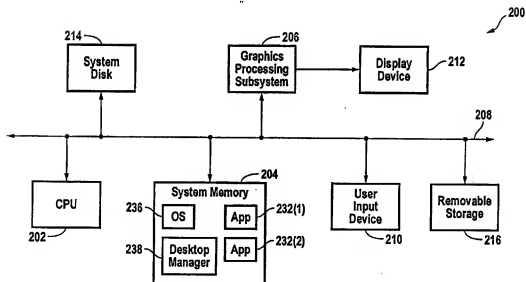 200
214
206
System
Disk
Graphics
Processing
Subsystem
Display
Device
212
208
204
CPU
202
System Memory
236
OS
App
232(1)
238
Desktop
Manager
App
232(2)
User
Input
Device
210
Removable
Storage
216